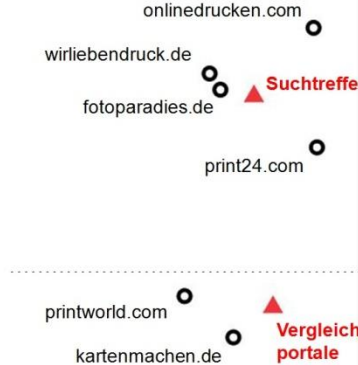 onlinedrucken.com
wirliebendruck.de
Suchtreffe
fotoparadies.de
print24.com
printworld.com
Vergleich
portale
kartenmachen.de